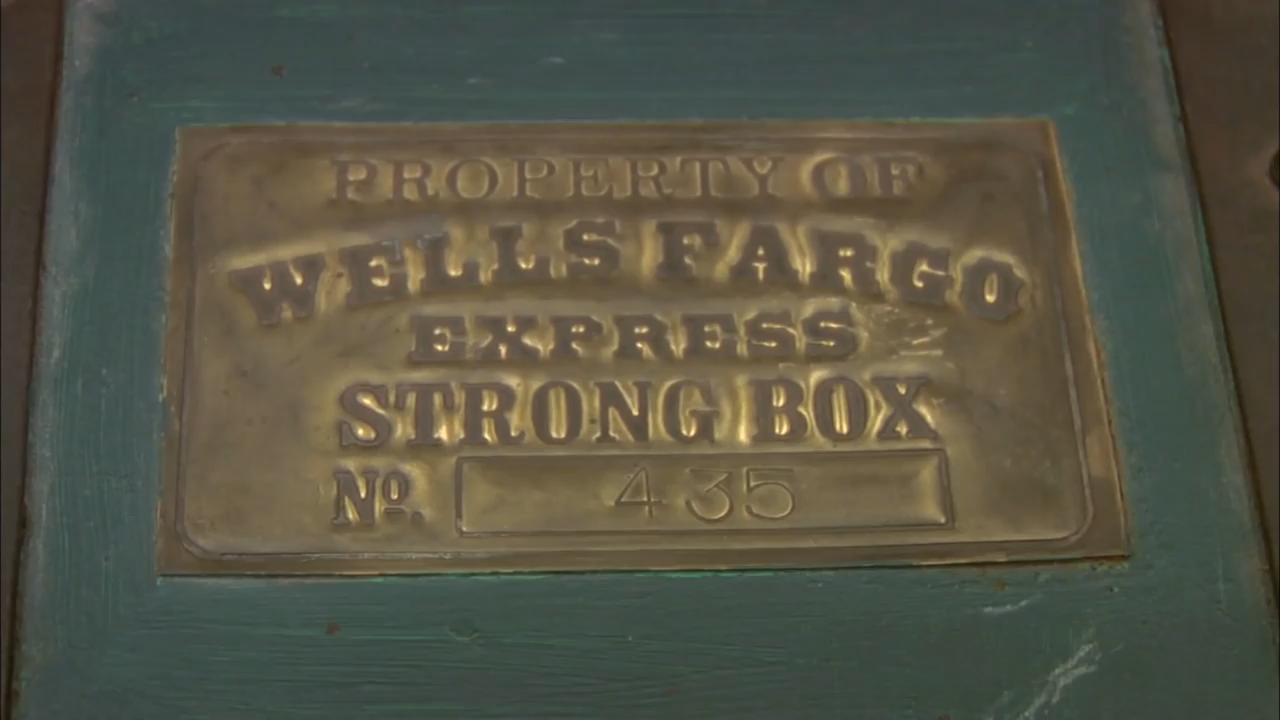 PROPERTY OF
WELLS FARGO
EXPRESS
STRONG BOX
Nº. 435